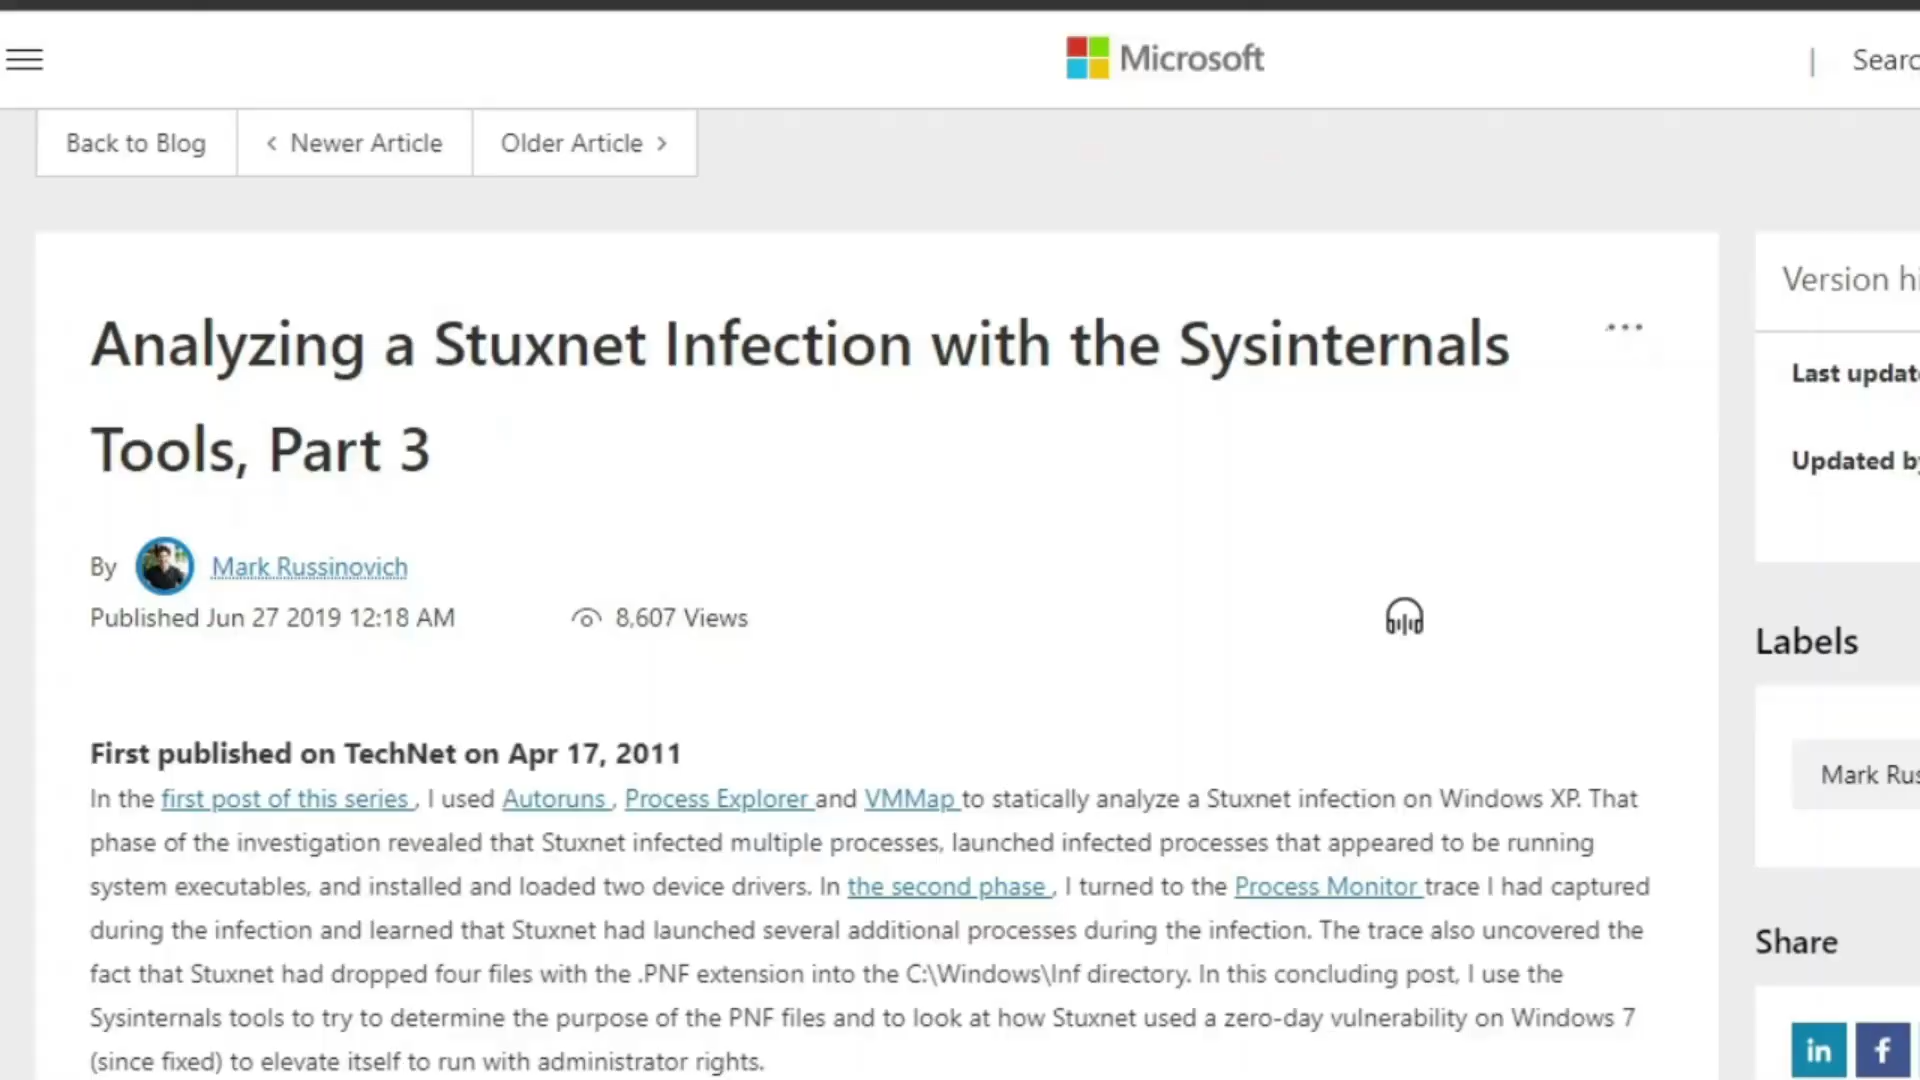 Microsoft
| Searc
Back to Blog
< Newer Article
Older Article >
Analyzing a Stuxnet Infection with the Sysinternals
Tools, Part 3
By Mark Russinovich
Published Jun 27 2019 12:18 AM
8,607 Views
First published on TechNet on Apr 17, 2011
In the first post of this series , I used Autoruns , Process Explorer and VMMap to statically analyze a Stuxnet infection on Windows XP. That
phase of the investigation revealed that Stuxnet infected multiple processes, launched infected processes that appeared to be running
system executables, and installed and loaded two device drivers. In the second phase , I turned to the Process Monitor trace I had captured
during the infection and learned that Stuxnet had launched several additional processes during the infection. The trace also uncovered the
fact that Stuxnet had dropped four files with the .PNF extension into the C:\Windows\Inf directory. In this concluding post, I use the
Sysinternals tools to try to determine the purpose of the PNF files and to look at how Stuxnet used a zero-day vulnerability on Windows 7
(since fixed) to elevate itself to run with administrator rights.
Version hi
Last update
Updated by
Labels
Mark Rus
Share
in f